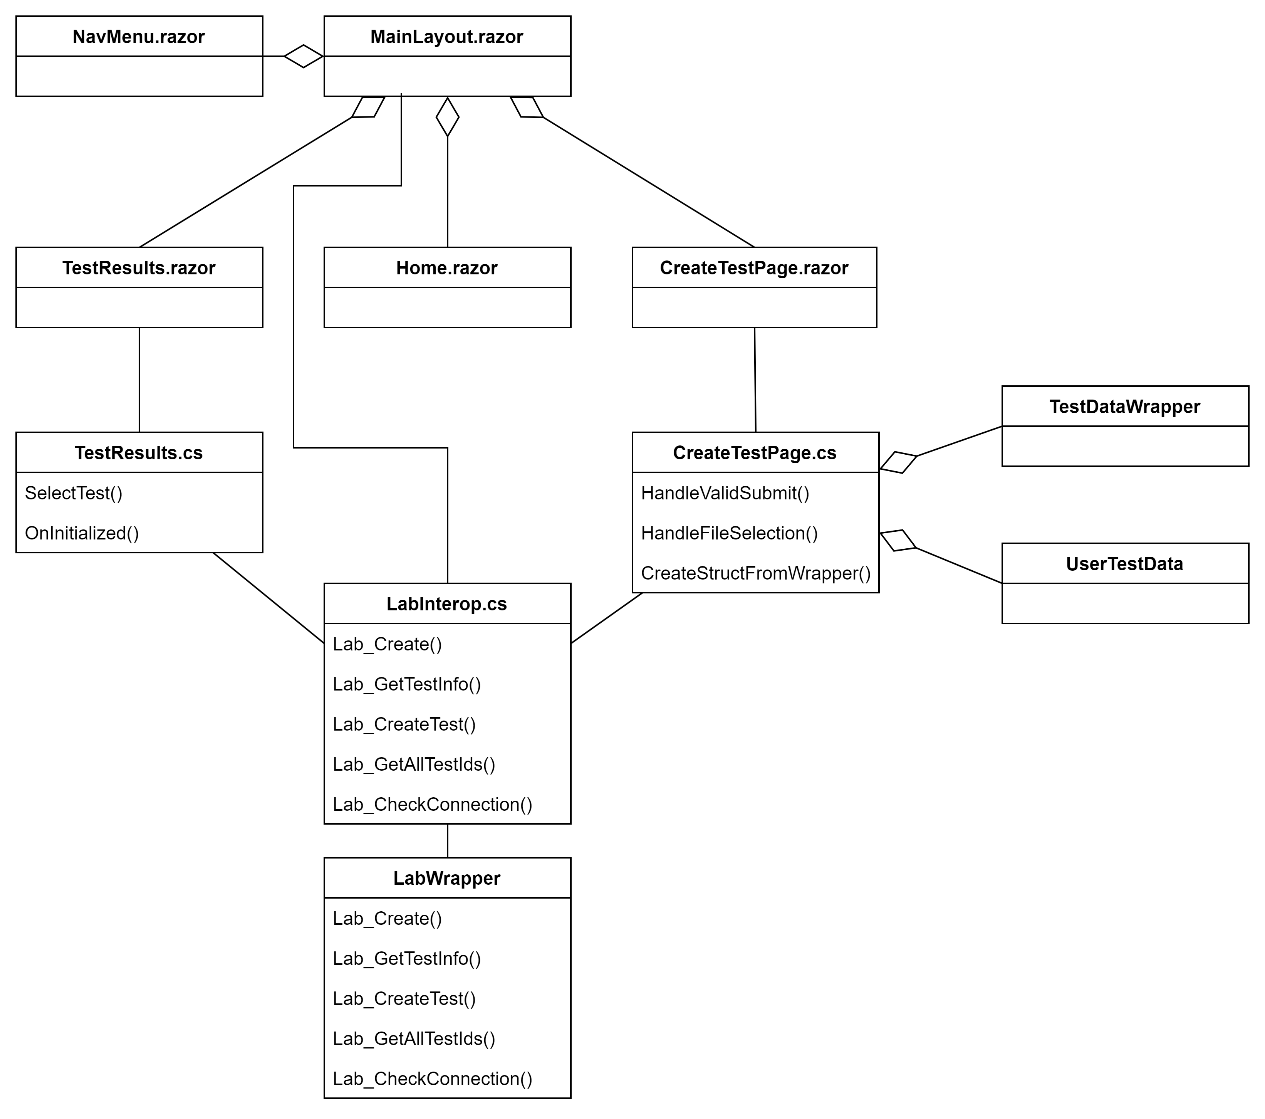 NavMenu.razor
MainLayout.razor
TestResults.razor
Home.razor
CreateTestPage.razor
TestDataWrapper
TestResults.cs
SelectTest()
OnInitialized()
CreateTestPage.cs
HandleValidSubmit()
HandleFileSelection()
CreateStructFromWrapper()
UserTestData
LabInterop.cs
Lab_Create()
Lab_GetTestInfo()
Lab_CreateTest()
Lab_GetAllTestIds()
Lab_CheckConnection()
LabWrapper
Lab_Create()
Lab_GetTestInfo()
Lab_CreateTest()
Lab_GetAllTestIds()
Lab_CheckConnection()